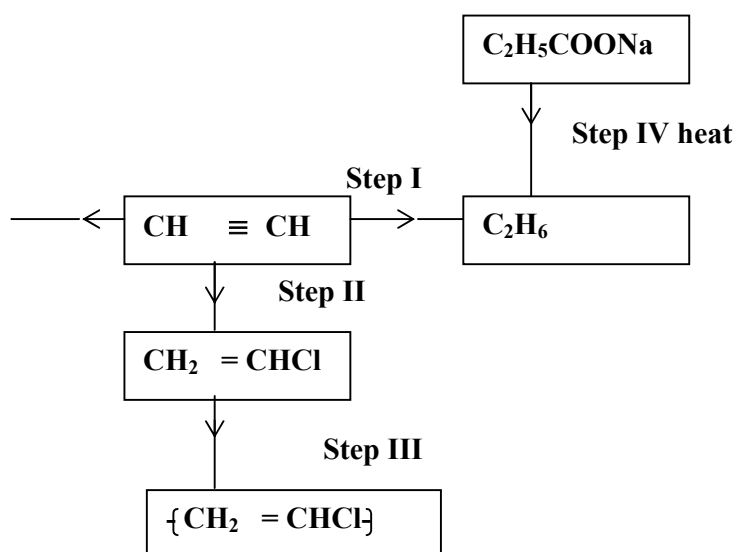 C₂H₅COONa
Step IV heat
Step I
CH ≡ CH
C₂H₆
Step II
CH₂ = CHCl
Step III
-{CH₂ = CHCl}-